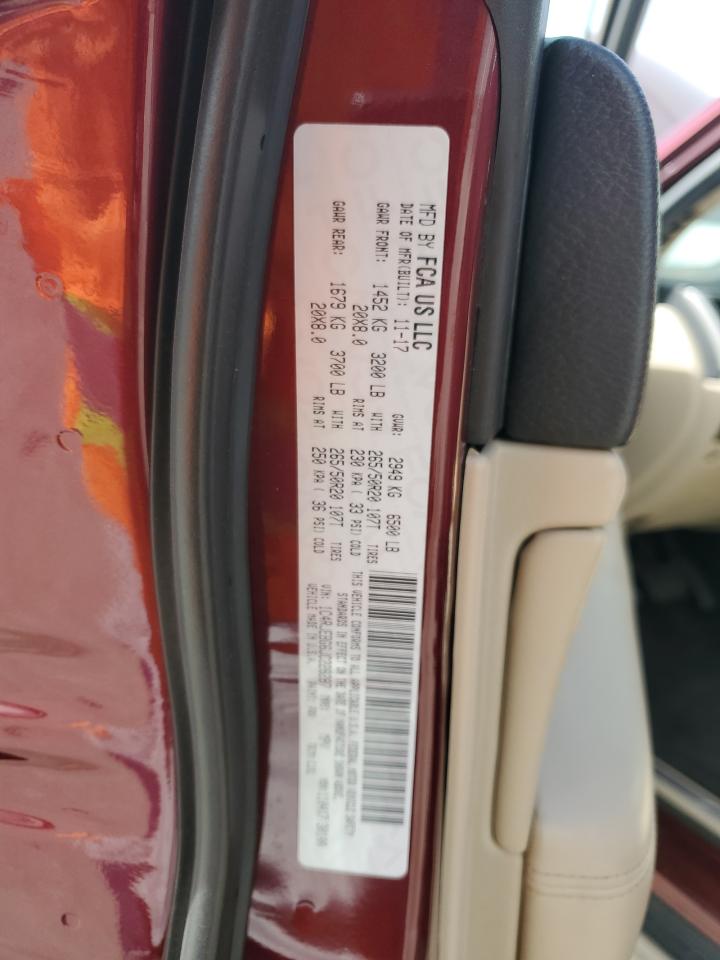 MFD BY FCA US LLC
DATE OF MFR(BUILT): 11-17 GVWR: 2949 KG 6500 LB
GAWR FRONT: 1452 KG 3200 LB WITH 265/50R20 107T TIRES
20X8.0 RIMS AT 230 KPA ( 33 PSI) COLD
GAWR REAR: 1679 KG 3700 LB WITH 265/50R20 107T TIRES
20X8.0 RIMS AT 250 KPA ( 36 PSI) COLD
THIS VEHICLE CONFORMS TO ALL APPLICABLE U.S.A. FEDERAL MOTOR VEHICLE SAFETY
STANDARDS IN EFFECT ON THE DATE OF MANUFACTURE SHOWN ABOVE.
VIN: TYPE: MPV
VEHICLE MADE IN U.S.A. PAINT: